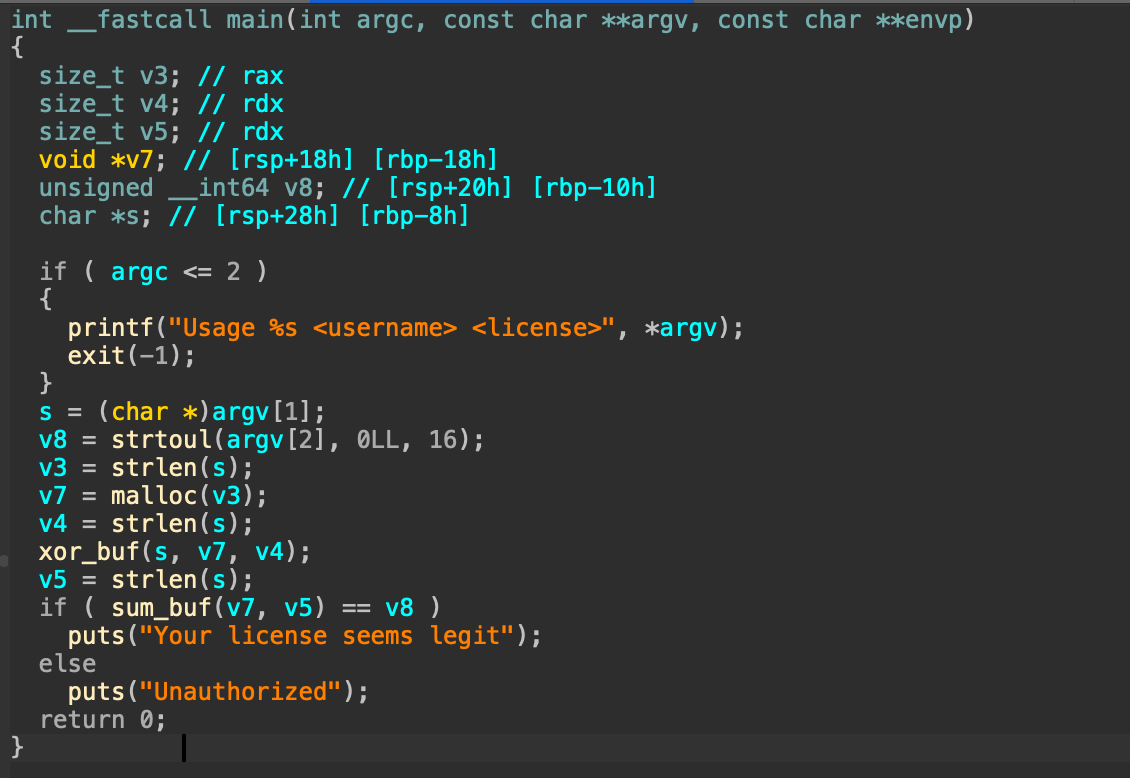 int __fastcall main(int argc, const char **argv, const char **envp)
{
  size_t v3; // rax
  size_t v4; // rdx
  size_t v5; // rdx
  void *v7; // [rsp+18h] [rbp-18h]
  unsigned __int64 v8; // [rsp+20h] [rbp-10h]
  char *s; // [rsp+28h] [rbp-8h]

  if ( argc <= 2 )
  {
    printf("Usage %s <username> <license>", *argv);
    exit(-1);
  }
  s = (char *)argv[1];
  v8 = strtoul(argv[2], 0LL, 16);
  v3 = strlen(s);
  v7 = malloc(v3);
  v4 = strlen(s);
  xor_buf(s, v7, v4);
  v5 = strlen(s);
  if ( sum_buf(v7, v5) == v8 )
    puts("Your license seems legit");
  else
    puts("Unauthorized");
  return 0;
}